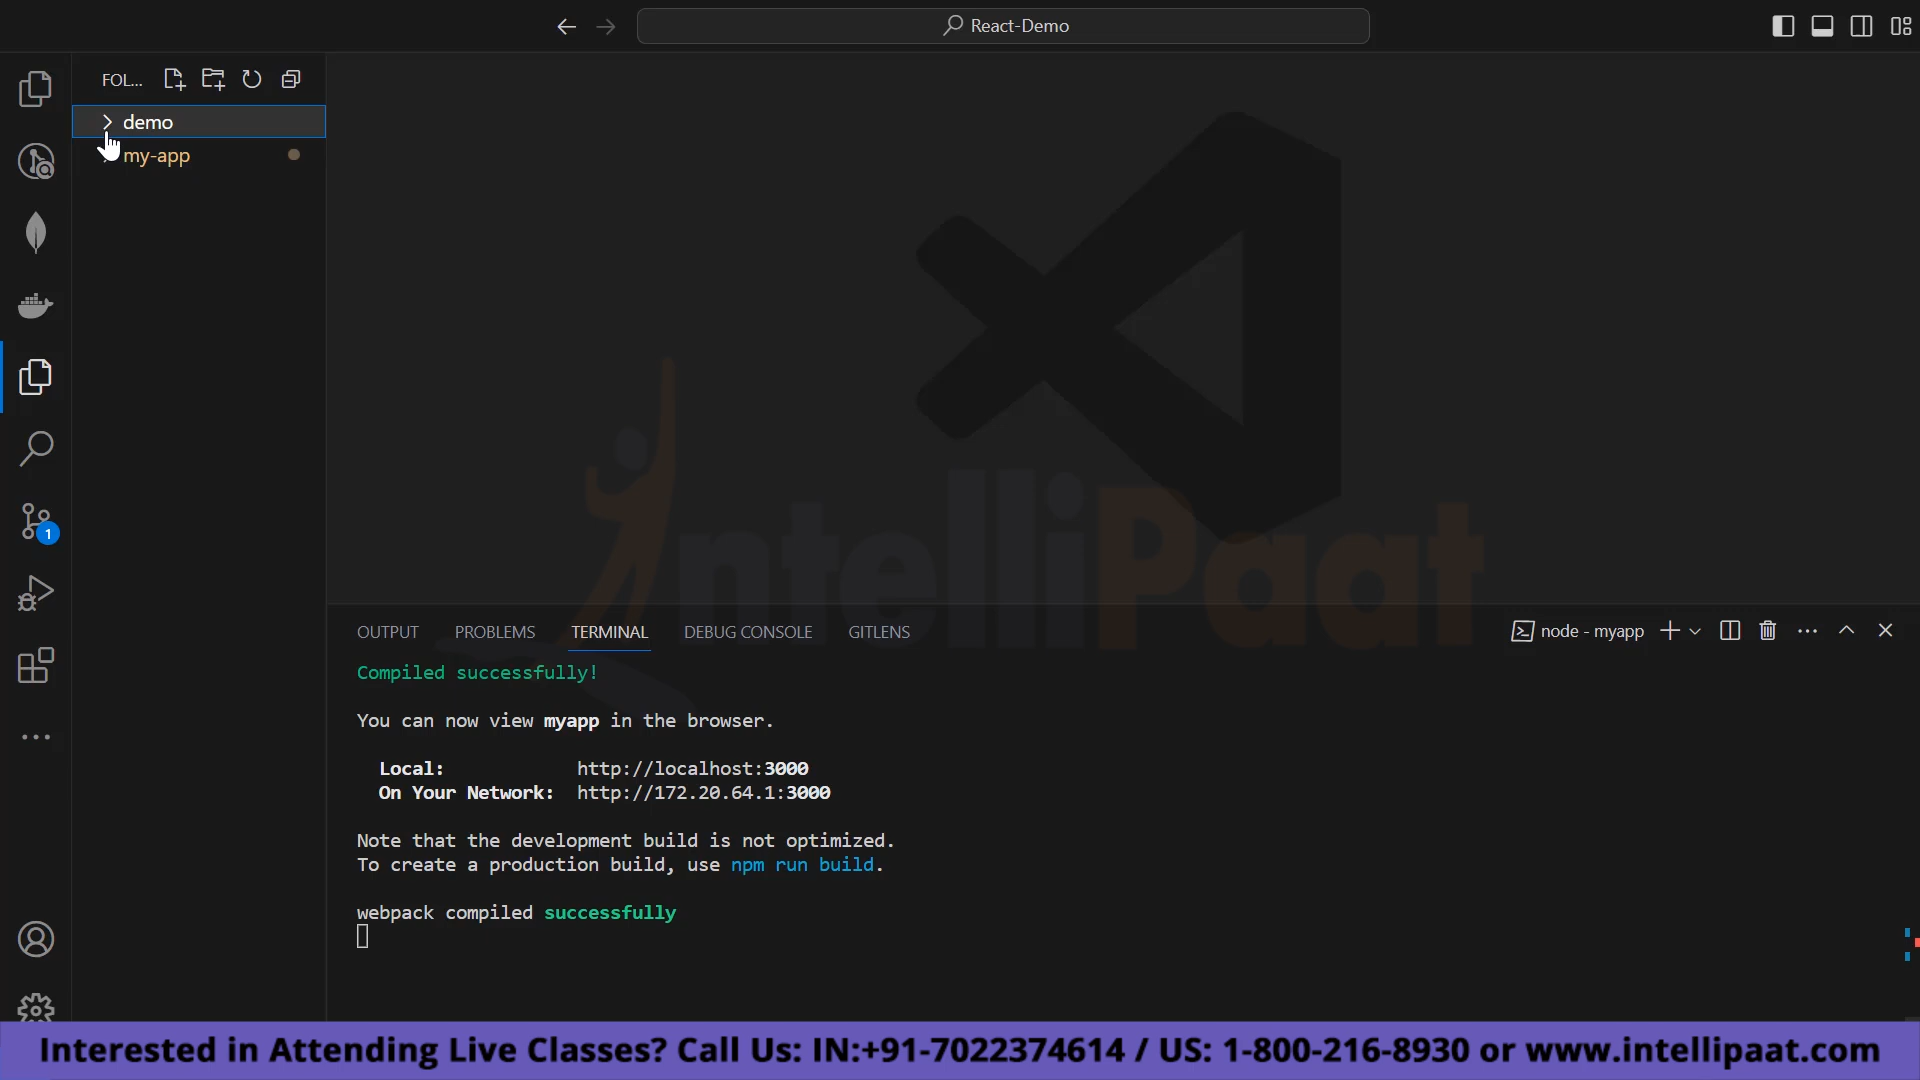 React-Demo
FOL...
demo
my-app
1
IntelliPaat
OUTPUT PROBLEMS TERMINAL DEBUG CONSOLE GITLENS
node - myapp
Compiled successfully!
You can now view myapp in the browser.
Local: http://localhost:3000
On Your Network: http://172.20.64.1:3000
Note that the development build is not optimized.
To create a production build, use npm run build.
webpack compiled successfully
Interested in Attending Live Classes? Call Us: IN:+91-7022374614 / US: 1-800-216-8930 or www.intellipaat.com